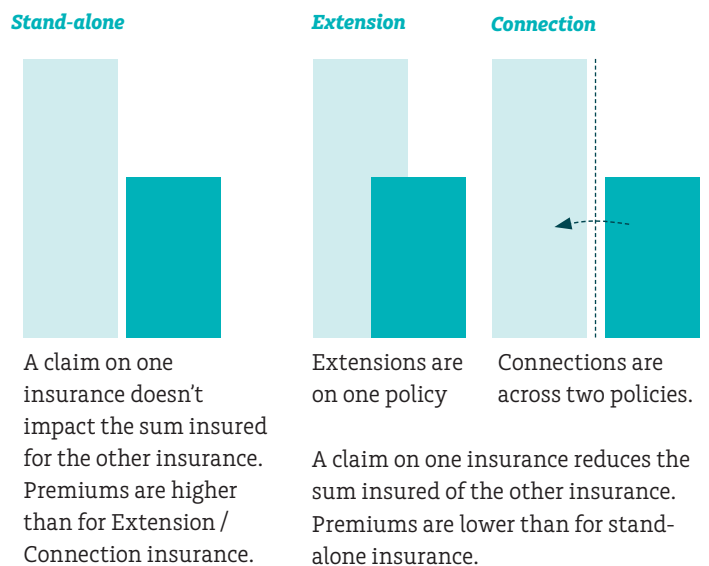 Stand-alone
Extension
Connection
A claim on one
insurance doesn't
impact the sum insured
for the other insurance.
Premiums are higher
than for Extension /
Connection insurance.
Extensions are
on one policy
Connections are
across two policies.
A claim on one insurance reduces the
sum insured of the other insurance.
Premiums are lower than for stand-
alone insurance.